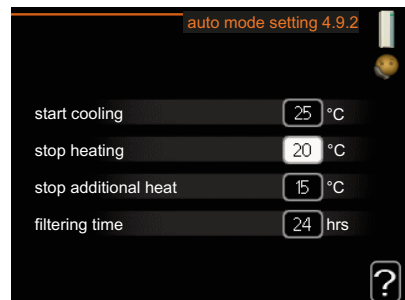 auto mode setting 4.9.2
start cooling 25 °C
stop heating 20 °C
stop additional heat 15 °C
filtering time 24 hrs
?